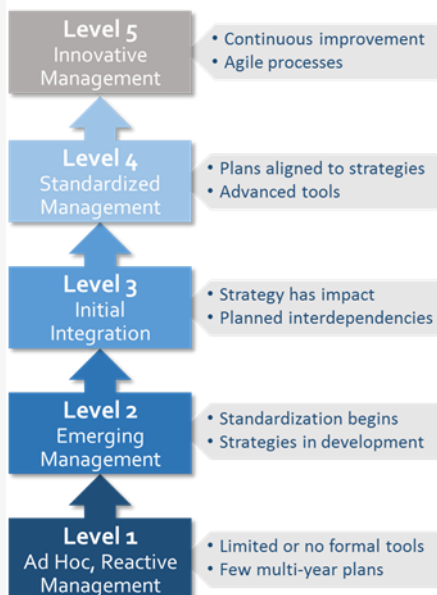 Level 5
Innovative
Management
• Continuous improvement
• Agile processes
Level 4
Standardized
Management
• Plans aligned to strategies
• Advanced tools
Level 3
Initial
Integration
• Strategy has impact
• Planned interdependencies
Level 2
Emerging
Management
• Standardization begins
• Strategies in development
Level 1
Ad Hoc, Reactive
Management
• Limited or no formal tools
• Few multi-year plans